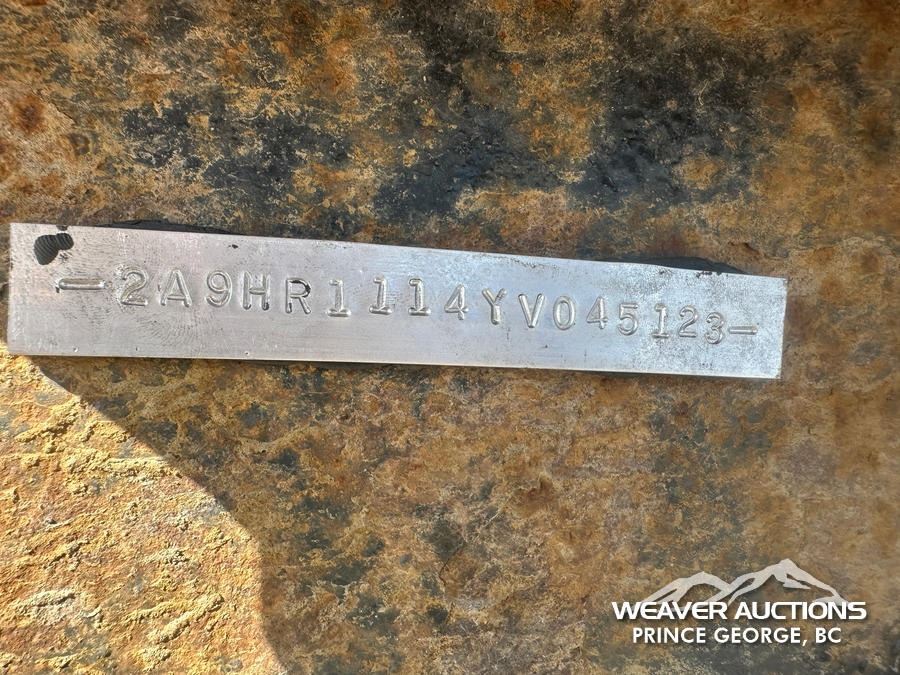 -2A9HR1114YV045123-
WEAVER AUCTIONS
PRINCE GEORGE, BC